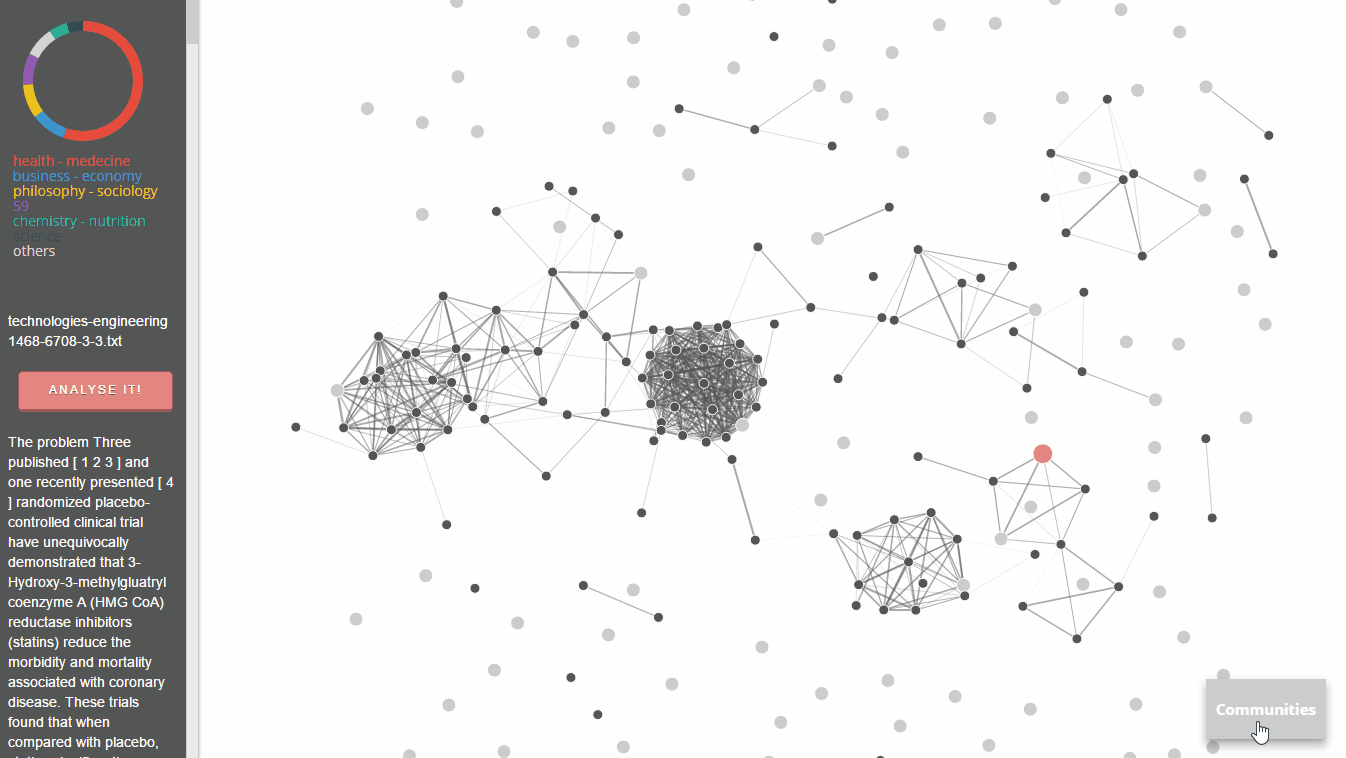 health - medecine
business - economy
philosophy - sociology
59
chemistry - nutrition
science
others
technologies-engineering
1468-6708-3-3.txt
ANALYSE IT!
The problem Three
published [ 1 2 3 ] and
one recently presented [ 4
] randomized placebo-
controlled clinical trial
have unequivocally
demonstrated that 3-
Hydroxy-3-methylgluatryl
coenzyme A (HMG CoA)
reductase inhibitors
(statins) reduce the
morbidity and mortality
associated with coronary
disease. These trials
found that when
compared with placebo,
Communities